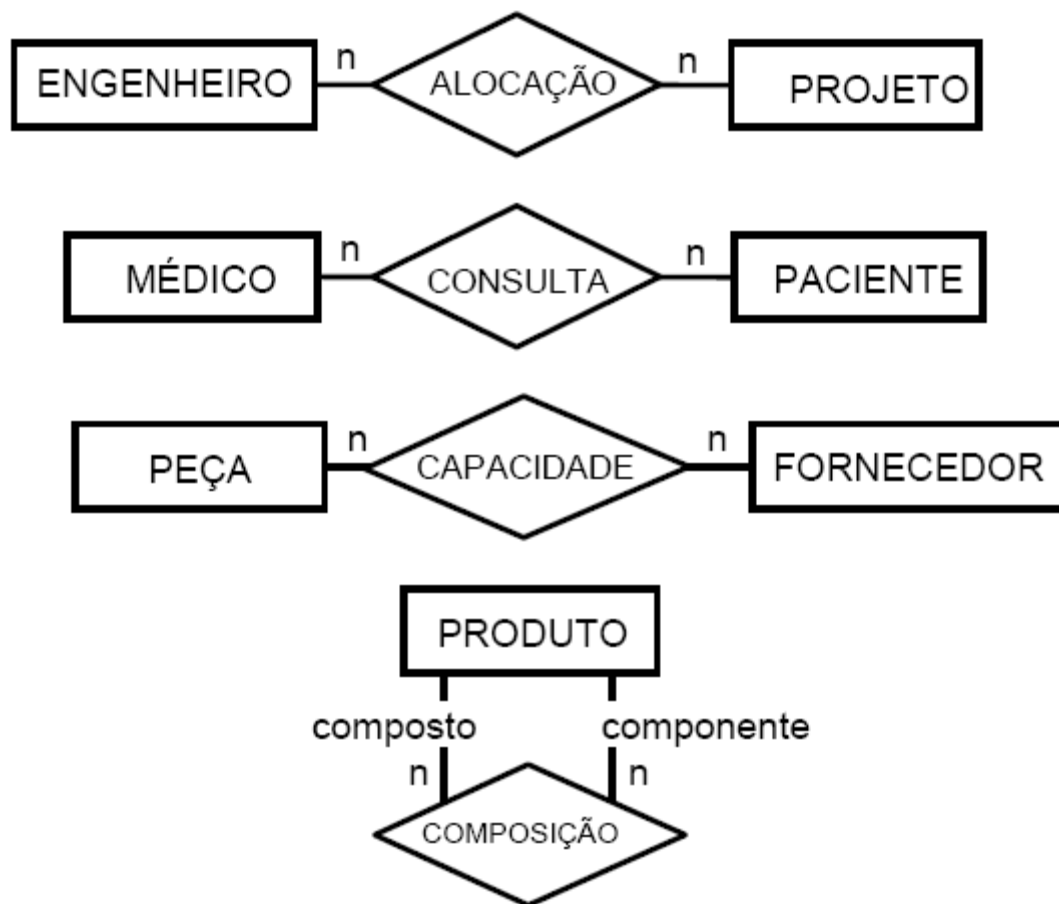 ENGENHEIRO n ALOCAÇÃO n PROJETO
MÉDICO n CONSULTA n PACIENTE
PEÇA n CAPACIDADE n FORNECEDOR
PRODUTO
composto componente
n n
COMPOSIÇÃO